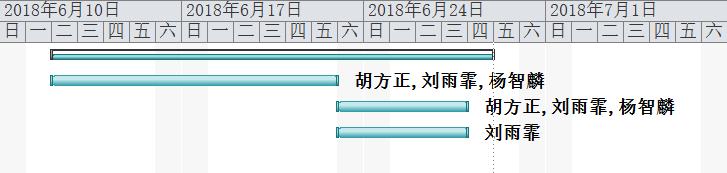 2018年6月10日 2018年6月17日 2018年6月24日 2018年7月1日
日 一 二 三 四 五 六 日 一 二 三 四 五 六 日 一 二 三 四 五 六 日 一 二 三 四 五 六
胡方正,刘雨霏,杨智麟
胡方正,刘雨霏,杨智麟
刘雨霏